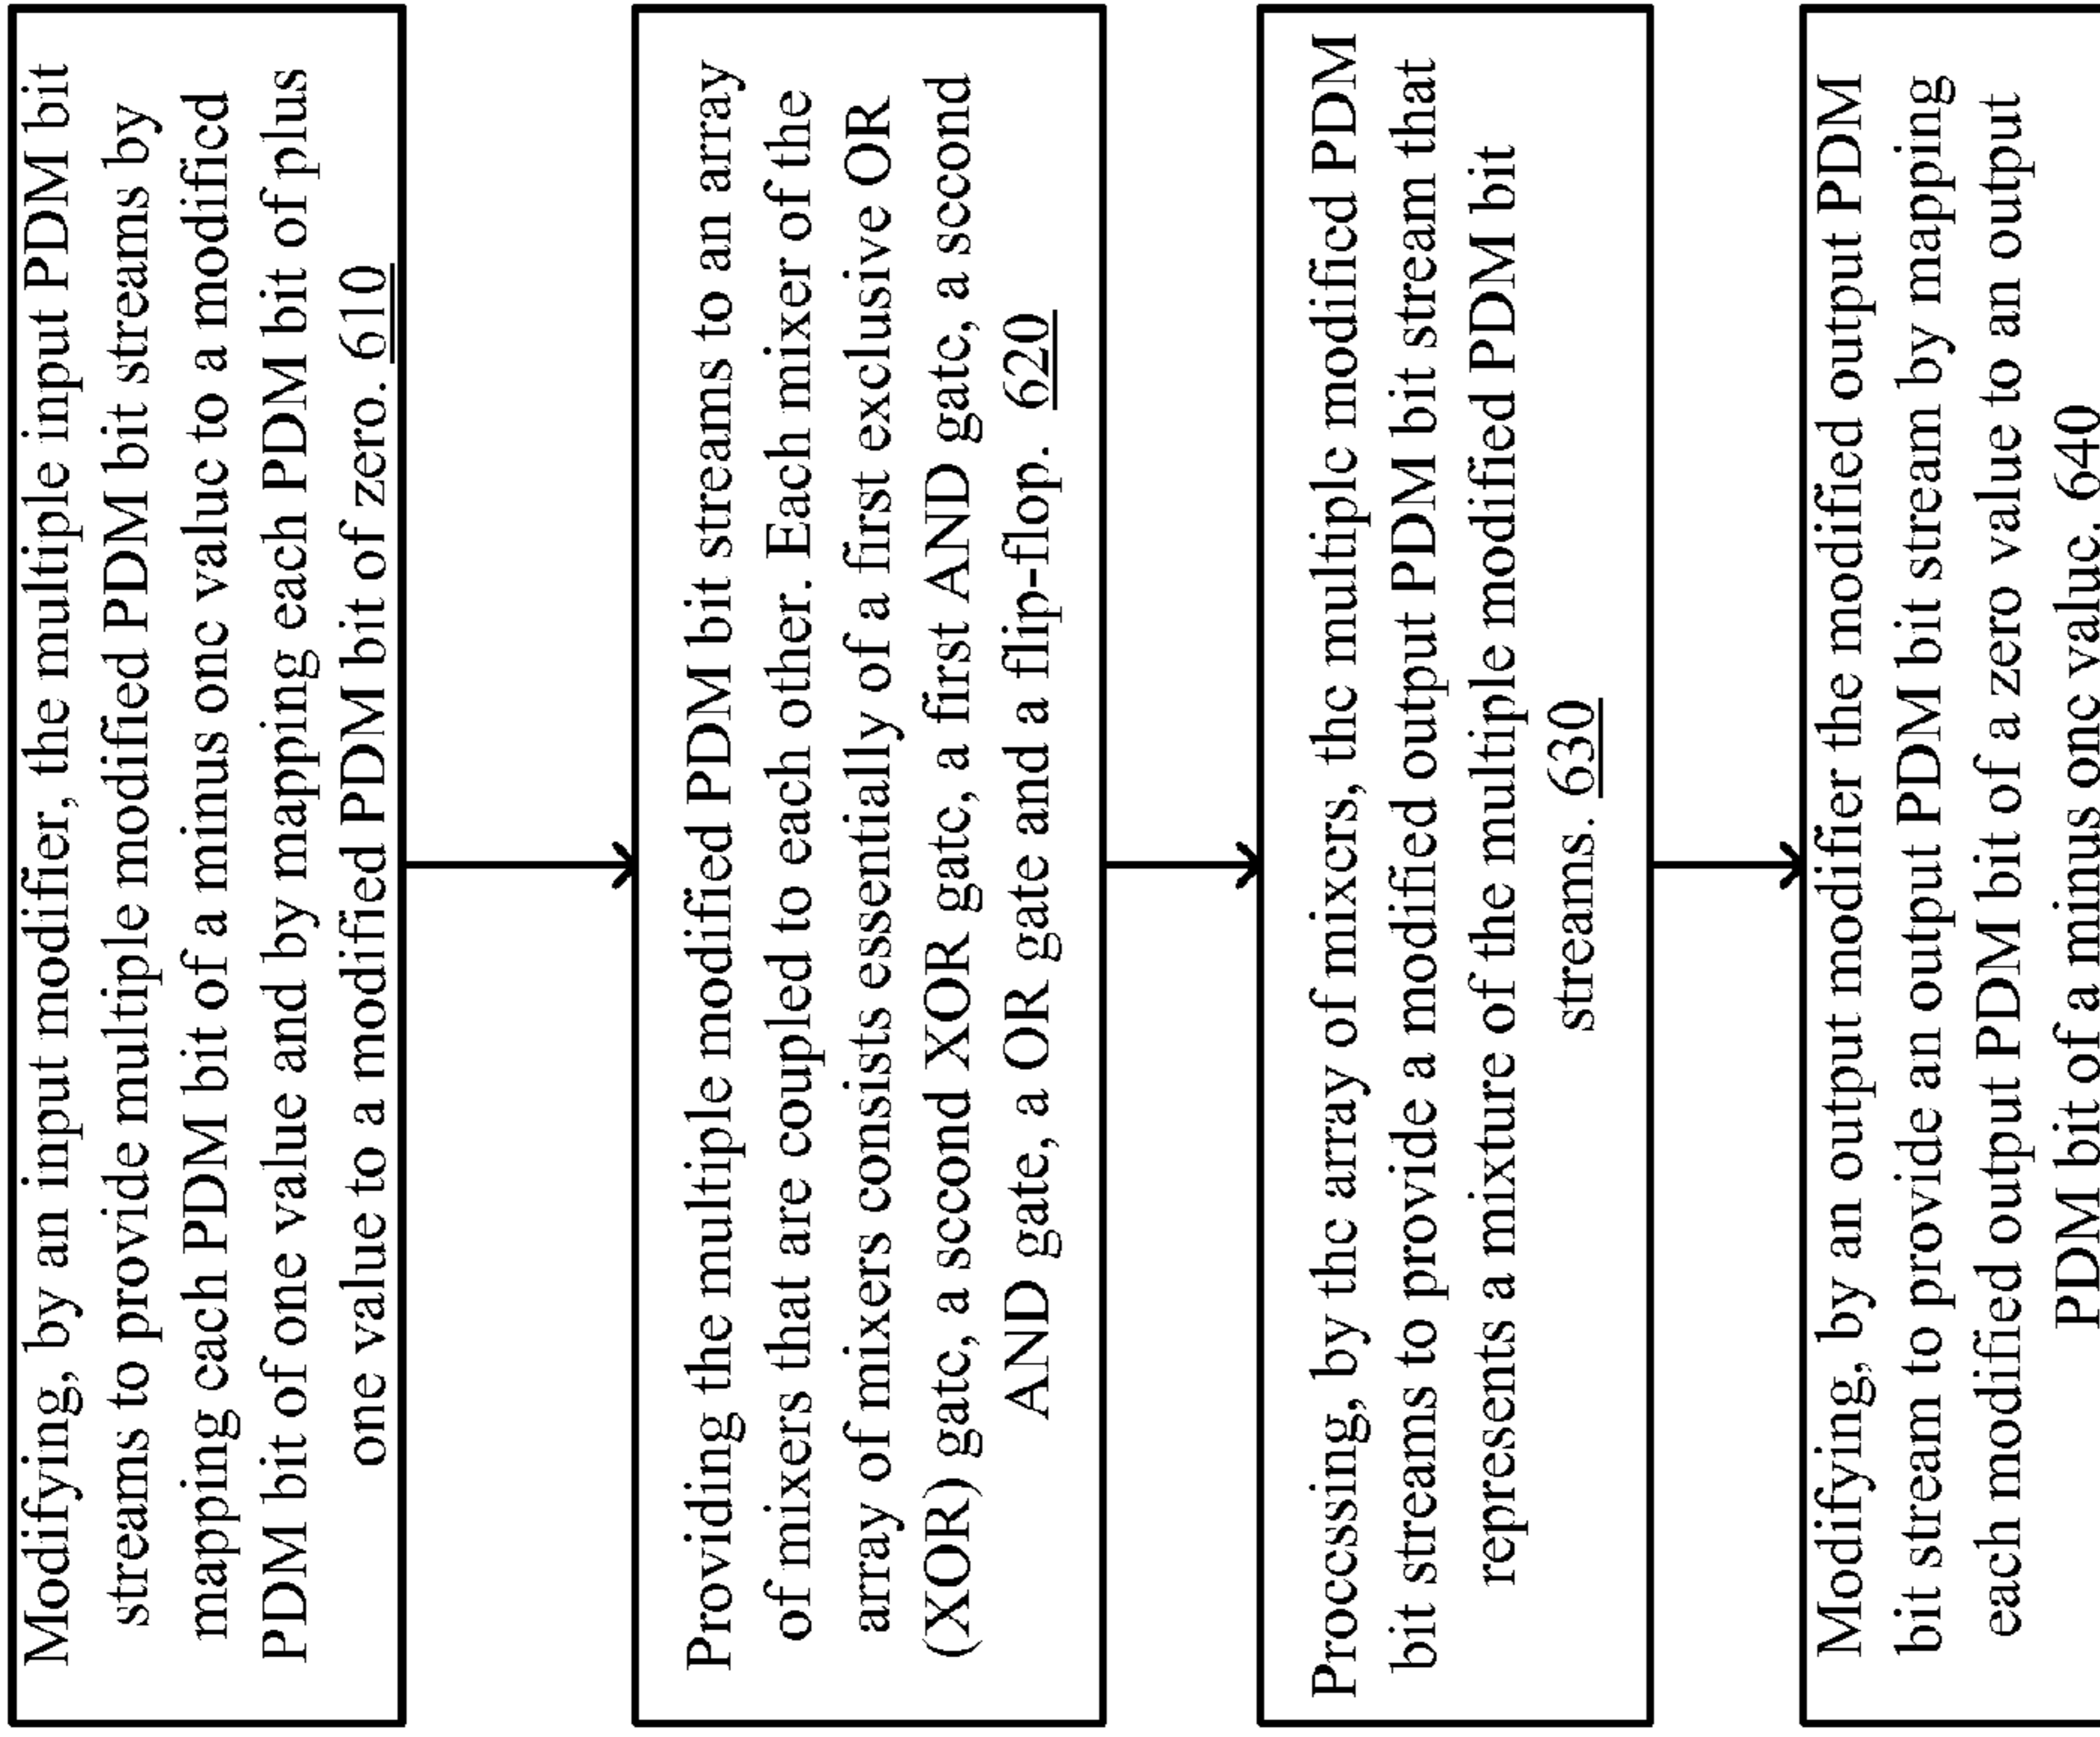 Modifying, by an input modifier, the multiple input PDM bit
streams to provide multiple modified PDM bit streams by
mapping each PDM bit of a minus one value to a modified
PDM bit of one value and by mapping each PDM bit of plus
one value to a modified PDM bit of zero. 610
Providing the multiple modified PDM bit streams to an array
of mixers that are coupled to each other. Each mixer of the
array of mixers consists essentially of a first exclusive OR
(XOR) gate, a second XOR gate, a first AND gate, a second
AND gate, a OR gate and a flip-flop. 620
Processing, by the array of mixers, the multiple modified PDM
bit streams to provide a modified output PDM bit stream that
represents a mixture of the multiple modified PDM bit
streams. 630
Modifying, by an output modifier the modified output PDM
bit stream to provide an output PDM bit stream by mapping
each modified output PDM bit of a zero value to an output
PDM bit of a minus one value. 640